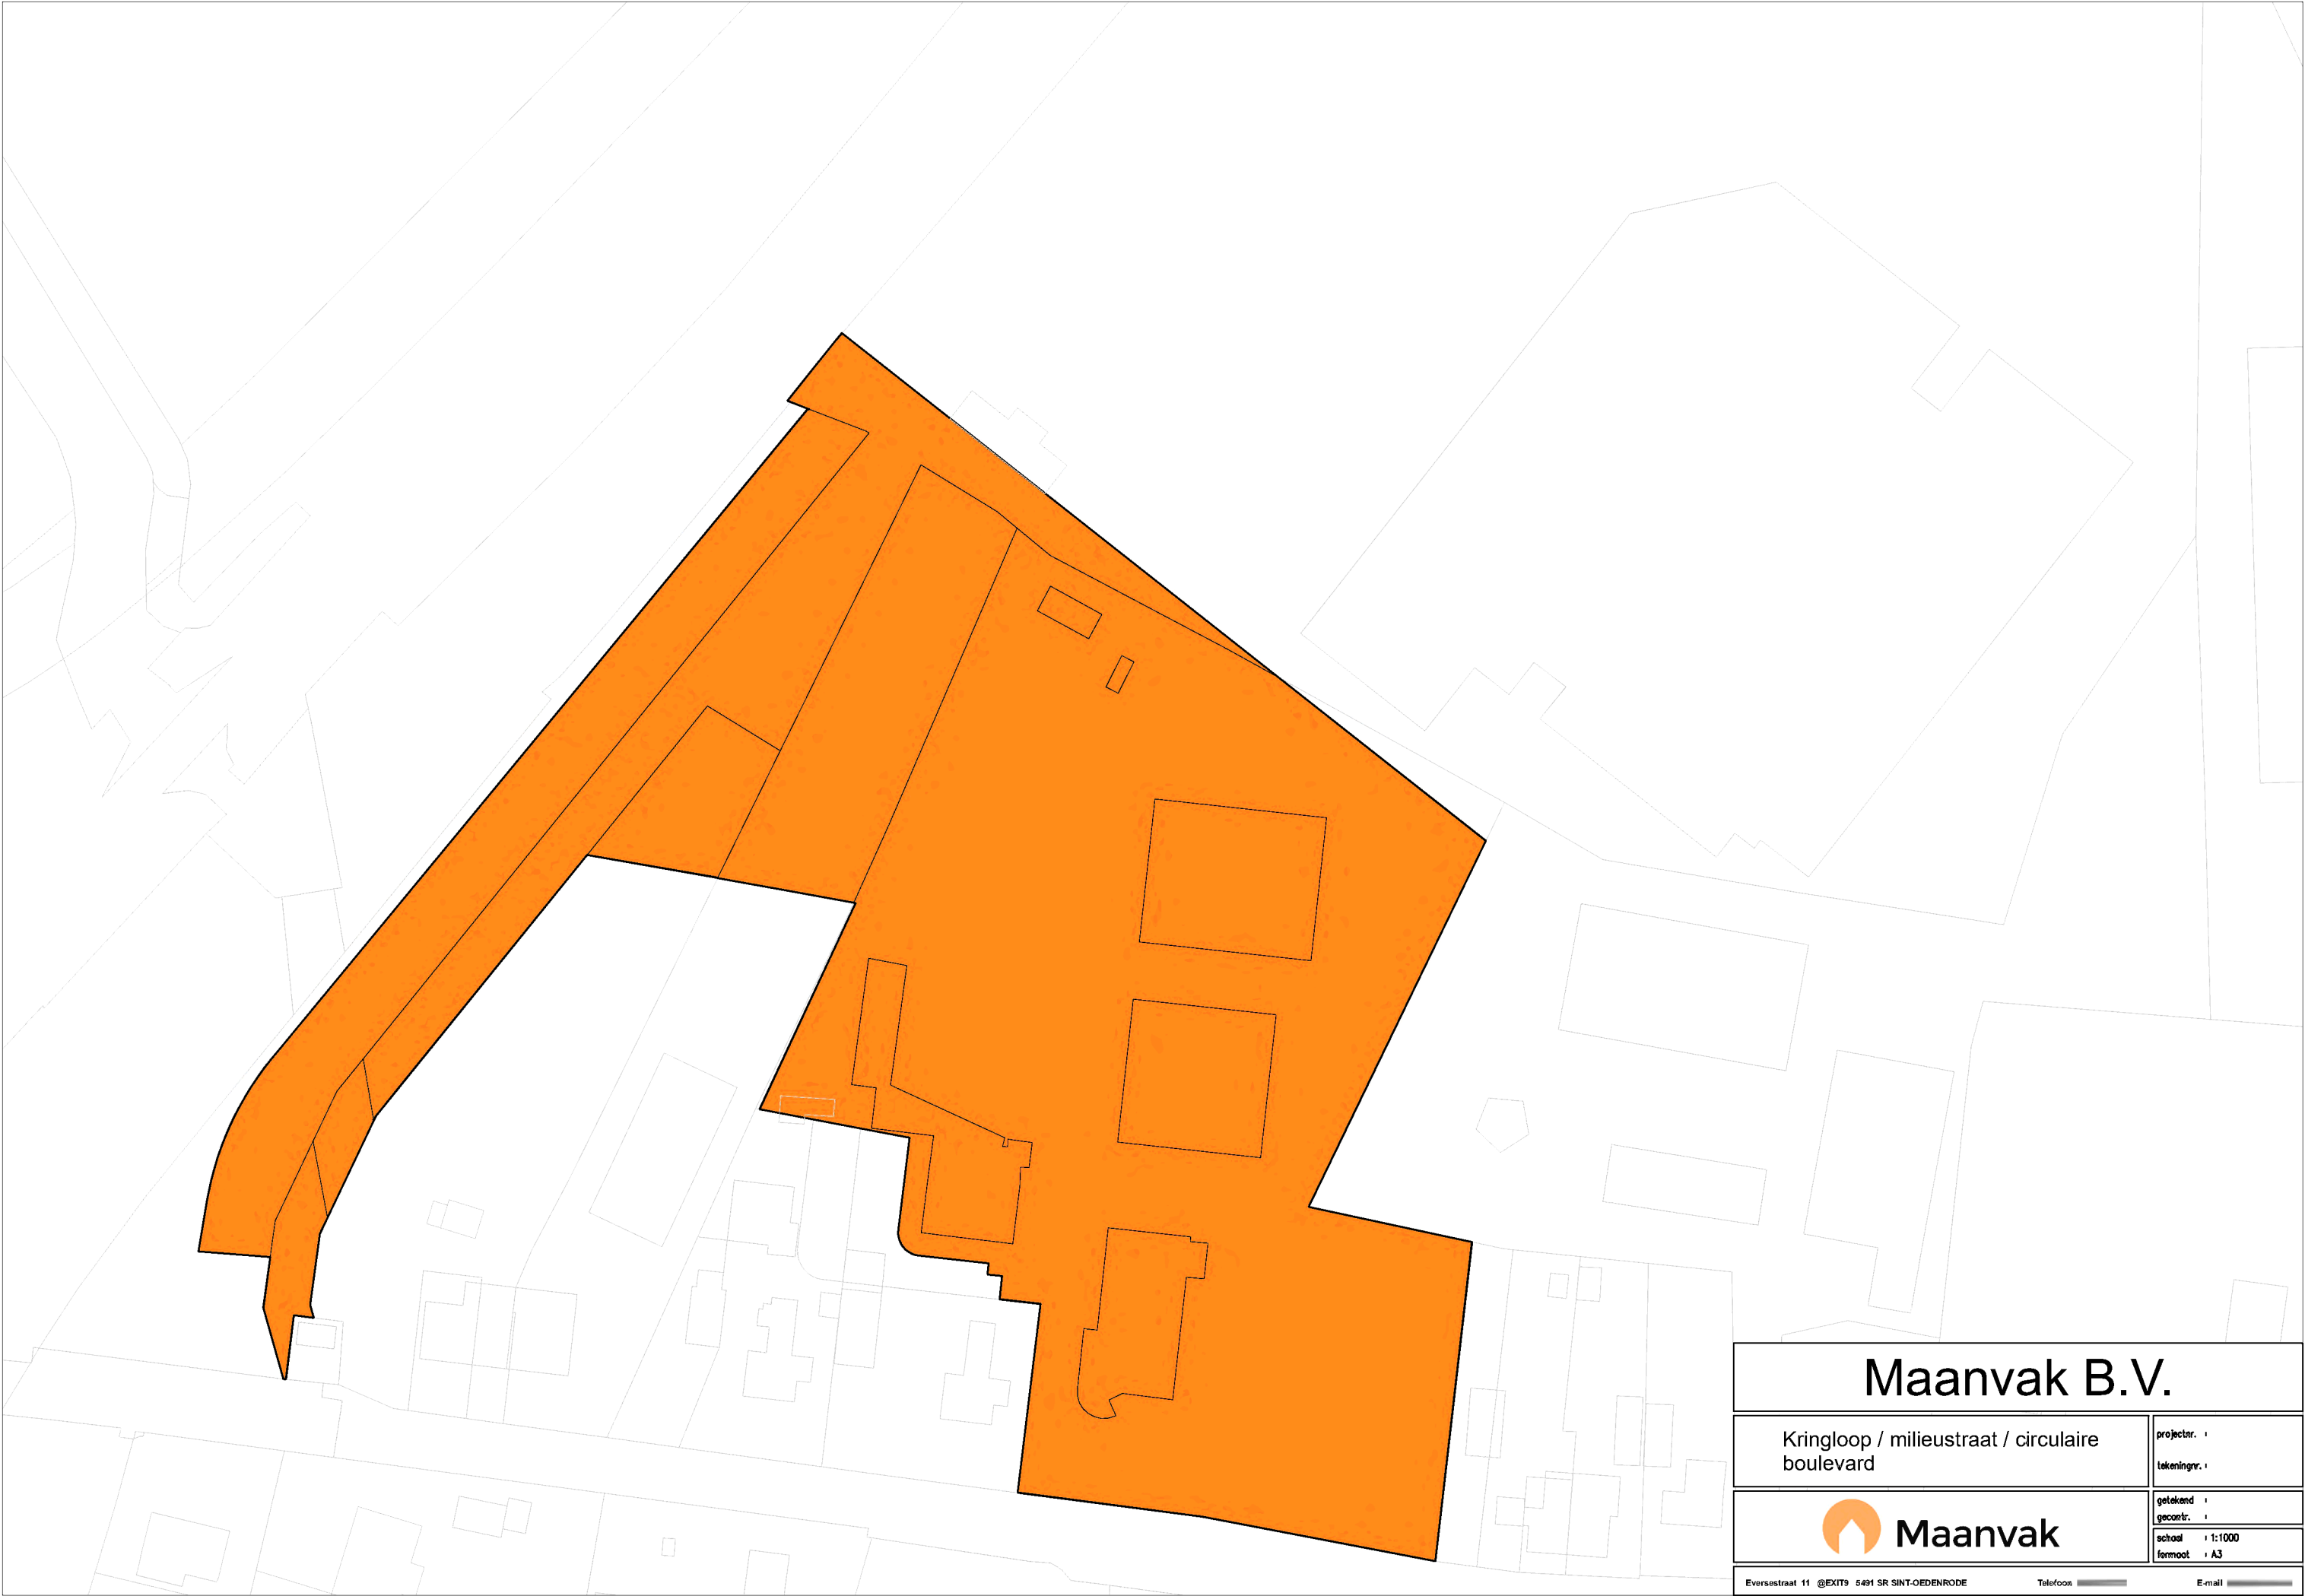 Maanvak B.V.
Kringloop / milieustraat / circulaire
boulevard
projectnr. :
tekeningnr. :
Maanvak
getekend :
gecontr. :
schaal : 1:1000
formaat : A3
Eversestraat 11 @EXIT9 5491 SR SINT-OEDENRODE Telefoon E-mail